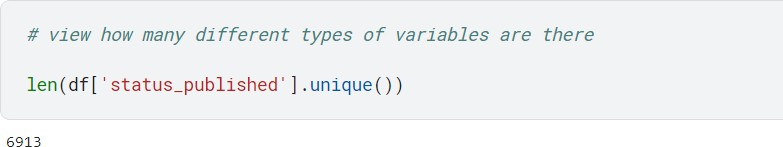 # view how many different types of variables are there
len(df['status_published'].unique())
6913